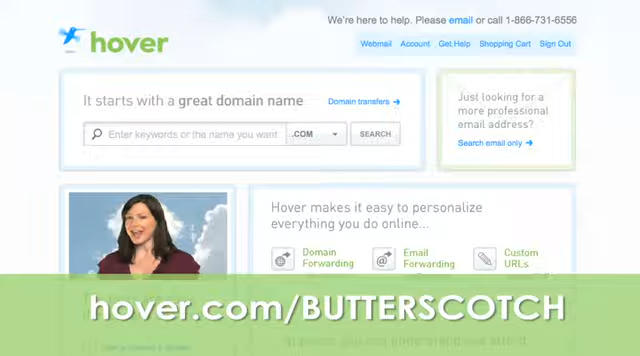 We're here to help. Please email or call 1-866-731-6556
hover
Webmail Account Get Help Shopping Cart Sign Out
It starts with a great domain name
Domain transfers
Enter keywords or the name you want
.COM
SEARCH
Just looking for a
more professional
email address?
Search email only
Hover makes it easy to personalize
everything you do online...
Domain
Forwarding
Email
Forwarding
Custom
URLs
hover.com/BUTTERSCOTCH